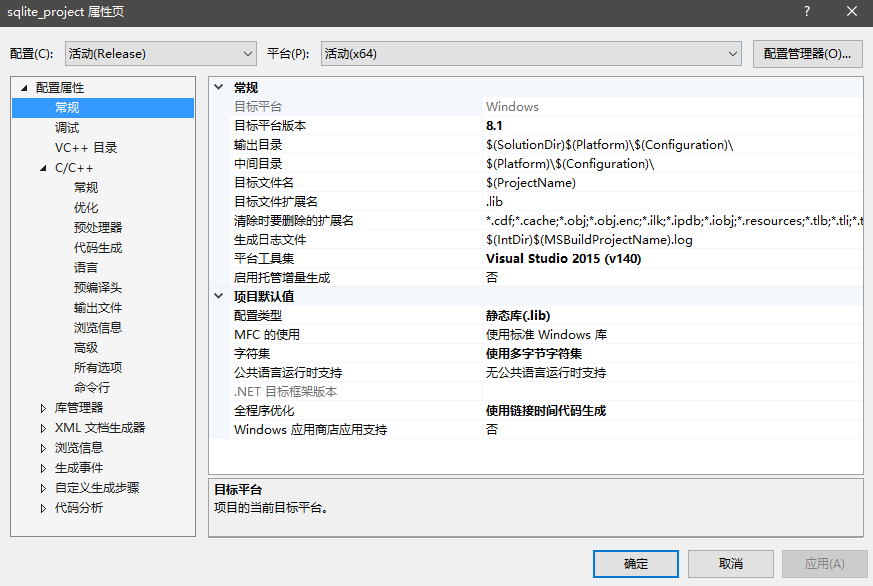 sqlite_project 属性页 ?
配置(C): 活动(Release) 平台(P): 活动(x64) 配置管理器(O)...
配置属性
常规
调试
VC++ 目录
C/C++
常规
优化
预处理器
代码生成
语言
预编译头
输出文件
浏览信息
高级
所有选项
命令行
库管理器
XML 文档生成器
浏览信息
生成事件
自定义生成步骤
代码分析
常规
目标平台 Windows
目标平台版本 8.1
输出目录 $(SolutionDir)$(Platform)\$(Configuration)\
中间目录 $(Platform)\$(Configuration)\
目标文件名 $(ProjectName)
目标文件扩展名 .lib
清除时要删除的扩展名 *.cdf;*.cache;*.obj;*.obj.enc;*.ilk;*.ipdb;*.iobj;*.resources;*.tlb;*.tli;*.t
生成日志文件 $(IntDir)$(MSBuildProjectName).log
平台工具集 Visual Studio 2015 (v140)
启用托管增量生成 否
项目默认值
配置类型 静态库(.lib)
MFC 的使用 使用标准 Windows 库
字符集 使用多字节字符集
公共语言运行时支持 无公共语言运行时支持
.NET 目标框架版本
全程序优化 使用链接时间代码生成
Windows 应用商店应用支持 否
目标平台
项目的当前目标平台。
确定 取消 应用(A)